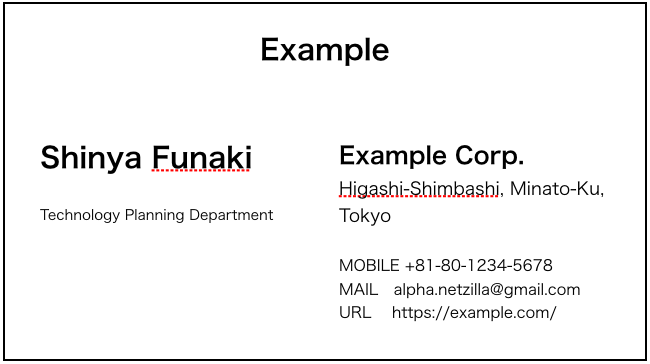 Example
Shinya Funaki
Technology Planning Department
Example Corp.
Higashi-Shimbashi, Minato-Ku,
Tokyo
MOBILE +81-80-1234-5678
MAIL alpha.netzilla@gmail.com
URL https://example.com/